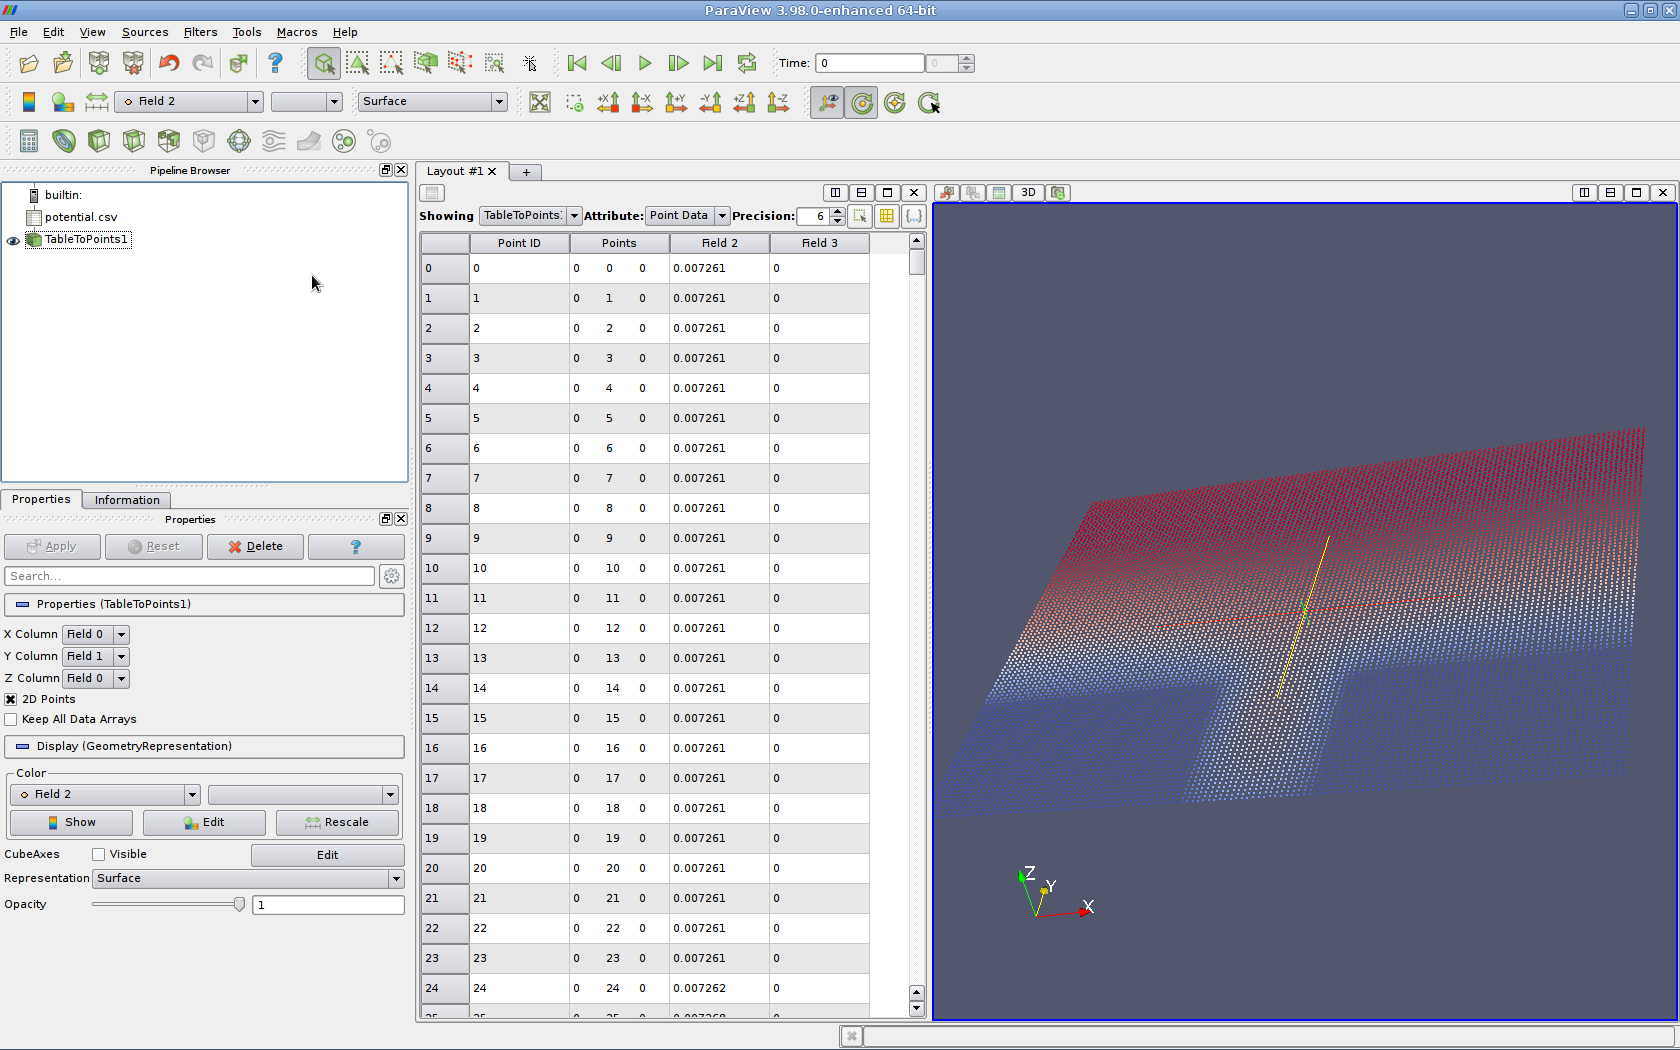 ParaView 3.98.0-enhanced 64-bit
File Edit View Sources Filters Tools Macros Help
Time: 0 0
Field 2 Surface
+X -X +Y -Y +Z -Z
Pipeline Browser
builtin:
potential.csv
TableToPoints1
Properties Information
Properties
Apply Reset Delete ?
Search...
Properties (TableToPoints1)
X Column Field 0
Y Column Field 1
Z Column Field 0
2D Points
Keep All Data Arrays
Display (GeometryRepresentation)
Color
Field 2
Show Edit Rescale
CubeAxes Visible Edit
Representation Surface
Opacity 1
Layout #1 +
Showing TableToPoints Attribute: Point Data Precision: 6
Point ID Points Field 2 Field 3
0 0 0 0 0 0.007261 0
1 1 0 1 0 0.007261 0
2 2 0 2 0 0.007261 0
3 3 0 3 0 0.007261 0
4 4 0 4 0 0.007261 0
5 5 0 5 0 0.007261 0
6 6 0 6 0 0.007261 0
7 7 0 7 0 0.007261 0
8 8 0 8 0 0.007261 0
9 9 0 9 0 0.007261 0
10 10 0 10 0 0.007261 0
11 11 0 11 0 0.007261 0
12 12 0 12 0 0.007261 0
13 13 0 13 0 0.007261 0
14 14 0 14 0 0.007261 0
15 15 0 15 0 0.007261 0
16 16 0 16 0 0.007261 0
17 17 0 17 0 0.007261 0
18 18 0 18 0 0.007261 0
19 19 0 19 0 0.007261 0
20 20 0 20 0 0.007261 0
21 21 0 21 0 0.007261 0
22 22 0 22 0 0.007261 0
23 23 0 23 0 0.007261 0
24 24 0 24 0 0.007262 0
3D
Z
Y
X